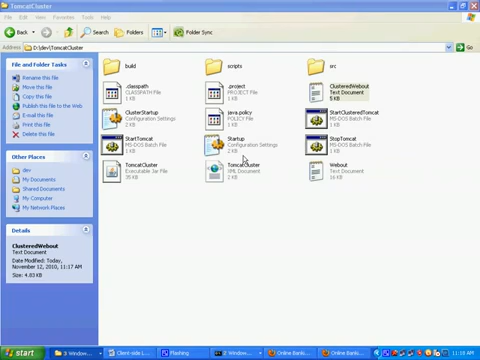 TomcatCluster
File Edit View Favorites Tools Help
Back Search Folders Folder Sync
Address D:\dev\TomcatCluster Go
File and Folder Tasks
Rename this file
Move this file
Copy this file
Publish this file to the Web
E-mail this file
Print this file
Delete this file
Other Places
dev
My Documents
Shared Documents
My Computer
My Network Places
Details
ClusteredWebout
Text Document
Date Modified: Today, November 12, 2010, 11:17 AM
Size: 4.83 KB
build
scripts
src
.classpath
CLASSPATH File
1 KB
.project
PROJECT File
1 KB
ClusteredWebout
Text Document
5 KB
ClusterStartup
Configuration Settings
2 KB
java.policy
POLICY File
1 KB
StartClusteredTomcat
MS-DOS Batch File
1 KB
StartTomcat
MS-DOS Batch File
1 KB
Startup
Configuration Settings
2 KB
StopTomcat
MS-DOS Batch File
1 KB
TomcatCluster
Executable Jar File
35 KB
TomcatCluster
XML Document
2 KB
Webout
Text Document
16 KB
start
3 Window...
Client-side L...
Flashing
2 Window...
Online Banki...
Online Banki...
11:18 AM